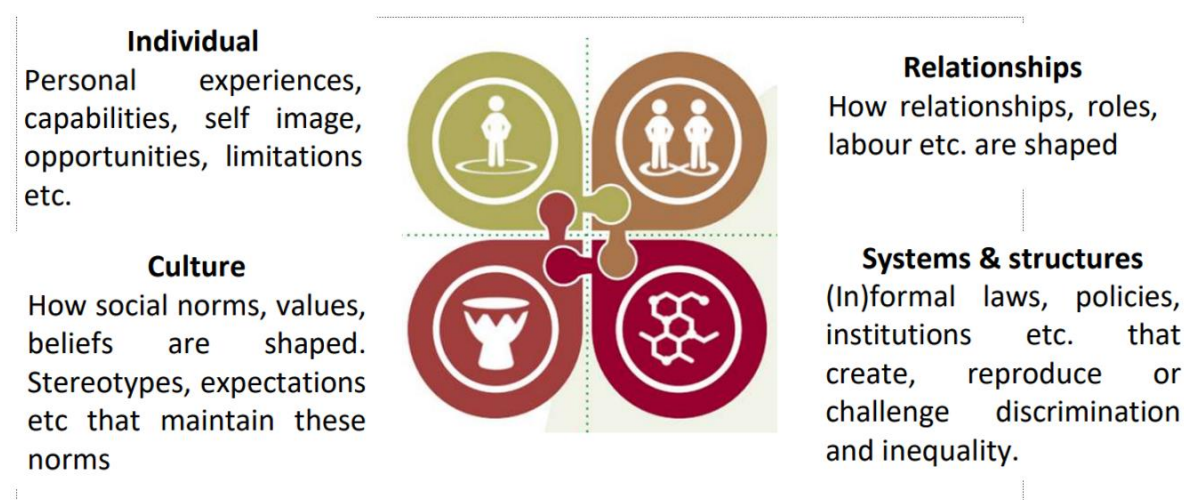 Individual
Personal experiences,
capabilities, self image,
opportunities, limitations
etc.
Relationships
How relationships, roles,
labour etc. are shaped
Culture
How social norms, values,
beliefs are shaped.
Stereotypes, expectations
etc that maintain these
norms
Systems & structures
(In)formal laws, policies,
institutions etc. that
create, reproduce or
challenge discrimination
and inequality.